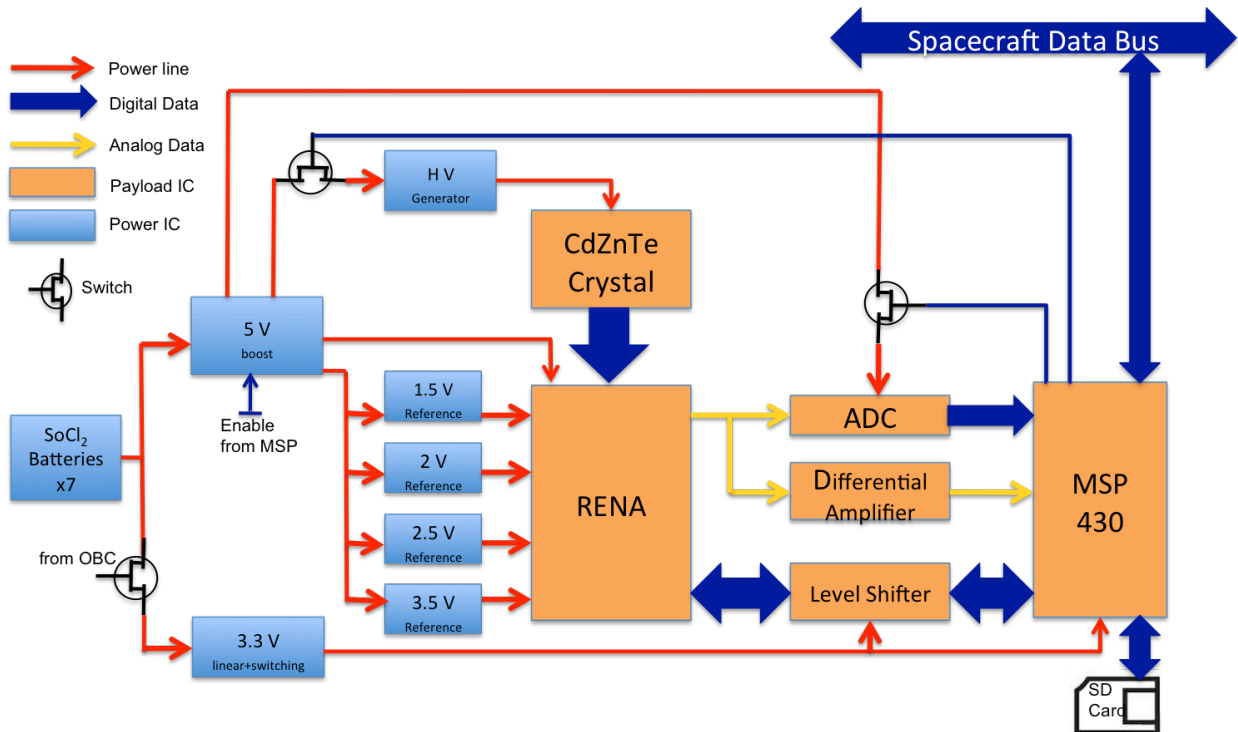 Spacecraft Data Bus
Power line
Digital Data
Analog Data
Payload IC
Power IC
Switch
H V
Generator
CdZnTe
Crystal
5 V
boost
Enable
from MSP
SoCl2
Batteries
x7
from OBC
3.3 V
linear+switching
1.5 V
Reference
2 V
Reference
2.5 V
Reference
3.5 V
Reference
RENA
ADC
Differential
Amplifier
Level Shifter
MSP
430
SD
Card